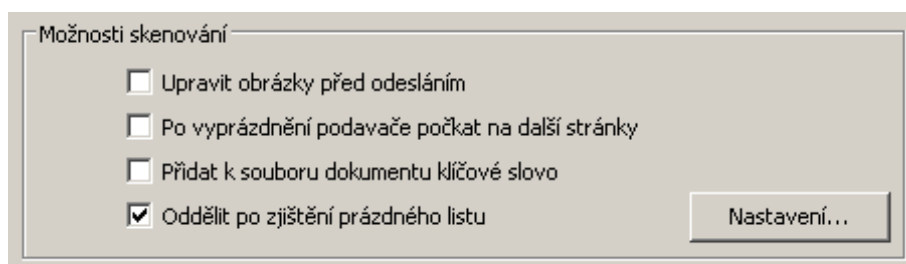 Možnosti skenování
Upravit obrázky před odesláním
Po vyprázdnění podavače počkat na další stránky
Přidat k souboru dokumentu klíčové slovo
Oddělit po zjištění prázdného listu
Nastavení...